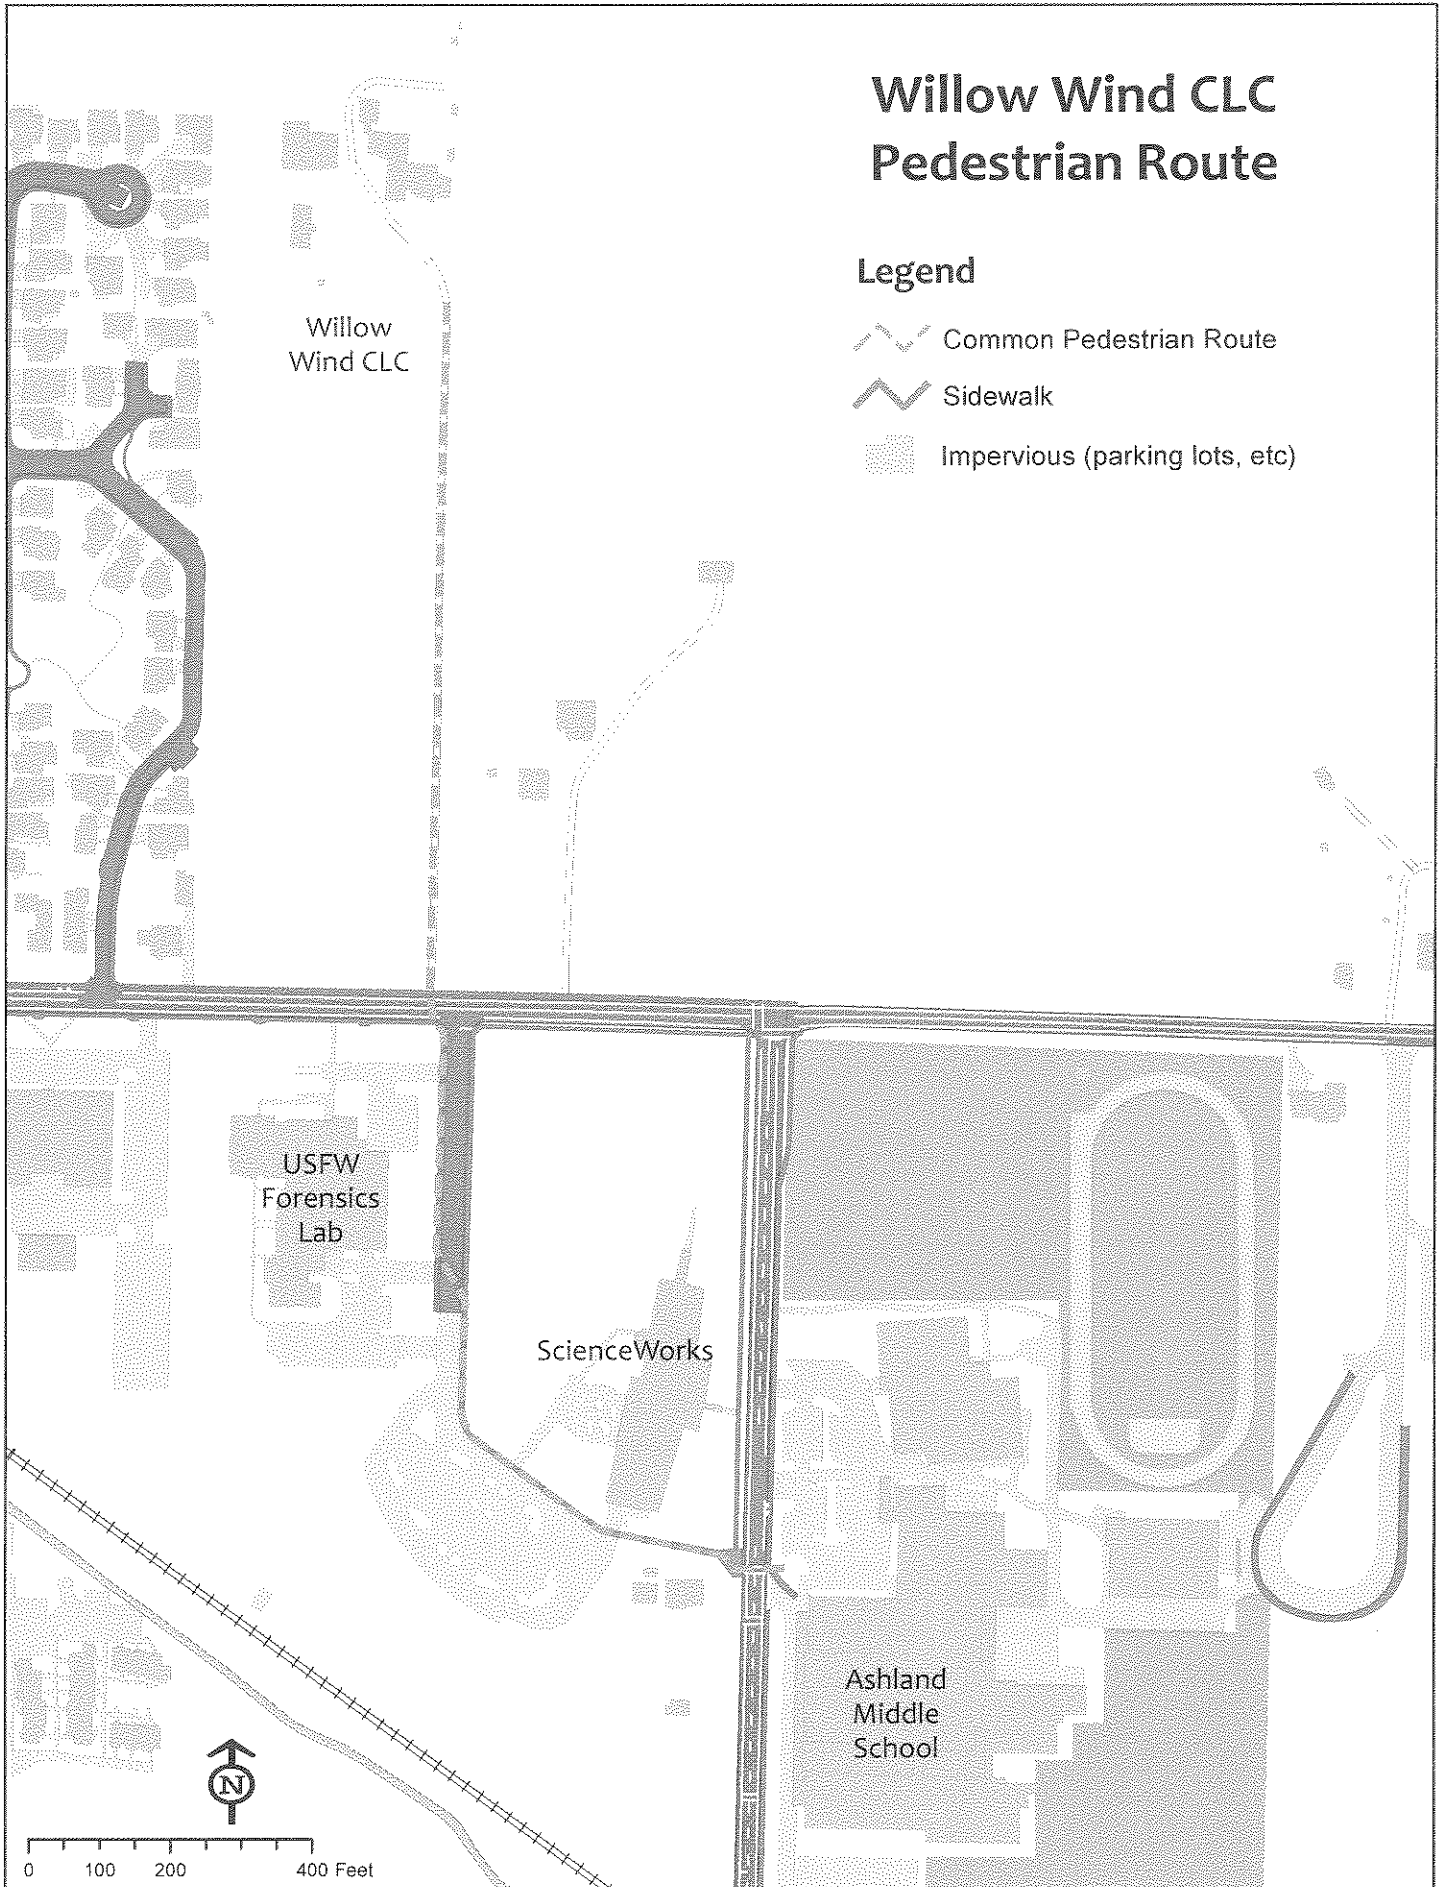 Willow Wind CLC
Pedestrian Route
Legend
Common Pedestrian Route
Sidewalk
Impervious (parking lots, etc)
Willow
Wind CLC
USFW
Forensics
Lab
ScienceWorks
Ashland
Middle
School
N
0 100 200 400 Feet